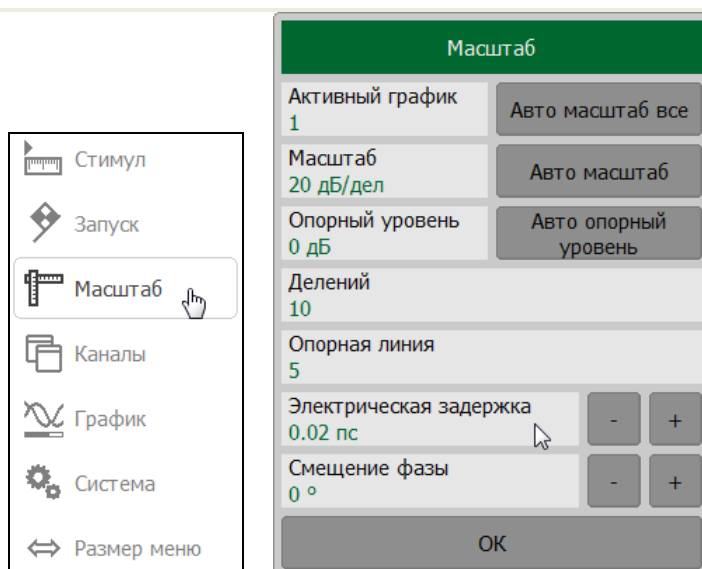 Стимул
Запуск
Масштаб
Каналы
График
Система
Размер меню
Масштаб
Активный график
1
Авто масштаб все
Масштаб
20 дБ/дел
Авто масштаб
Опорный уровень
0 дБ
Авто опорный
уровень
Делений
10
Опорная линия
5
Электрическая задержка
0.02 пс
-
+
Смещение фазы
0 °
-
+
ОК